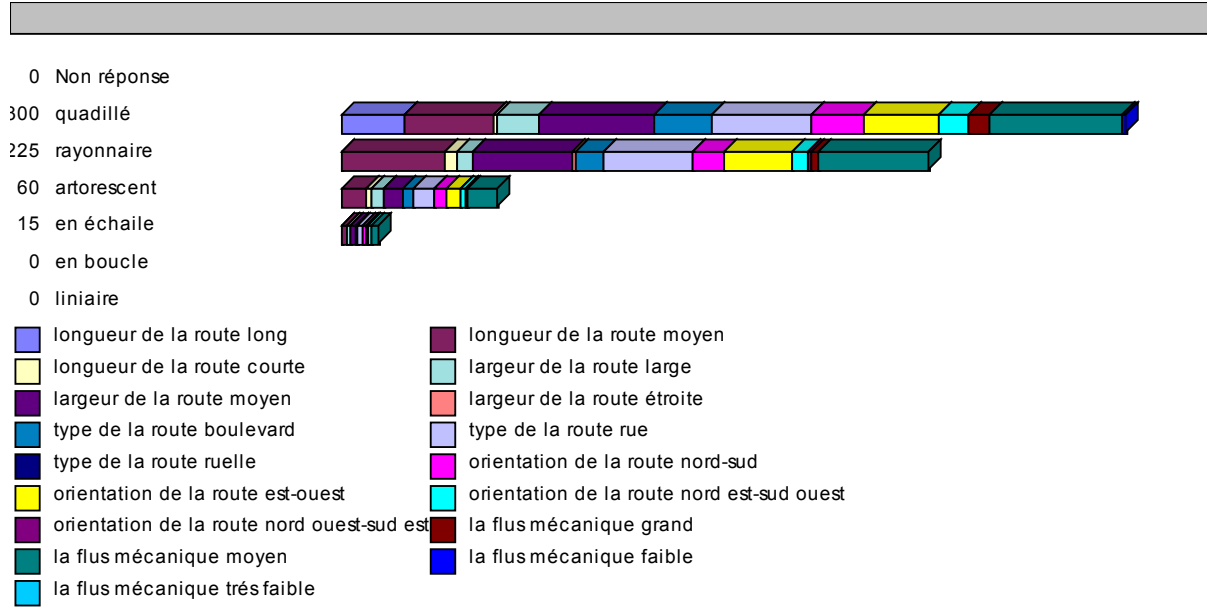 0 Non réponse
300 quadillé
225 rayonnaire
60 artorescent
15 en échaile
0 en boucle
0 liniaire
longueur de la route long longueur de la route moyen
longueur de la route courte largeur de la route large
largeur de la route moyen largeur de la route étroite
type de la route boulevard type de la route rue
type de la route ruelle orientation de la route nord-sud
orientation de la route est-ouest orientation de la route nord est-sud ouest
orientation de la route nord ouest-sud est la flus mécanique grand
la flus mécanique moyen la flus mécanique faible
la flus mécanique trés faible